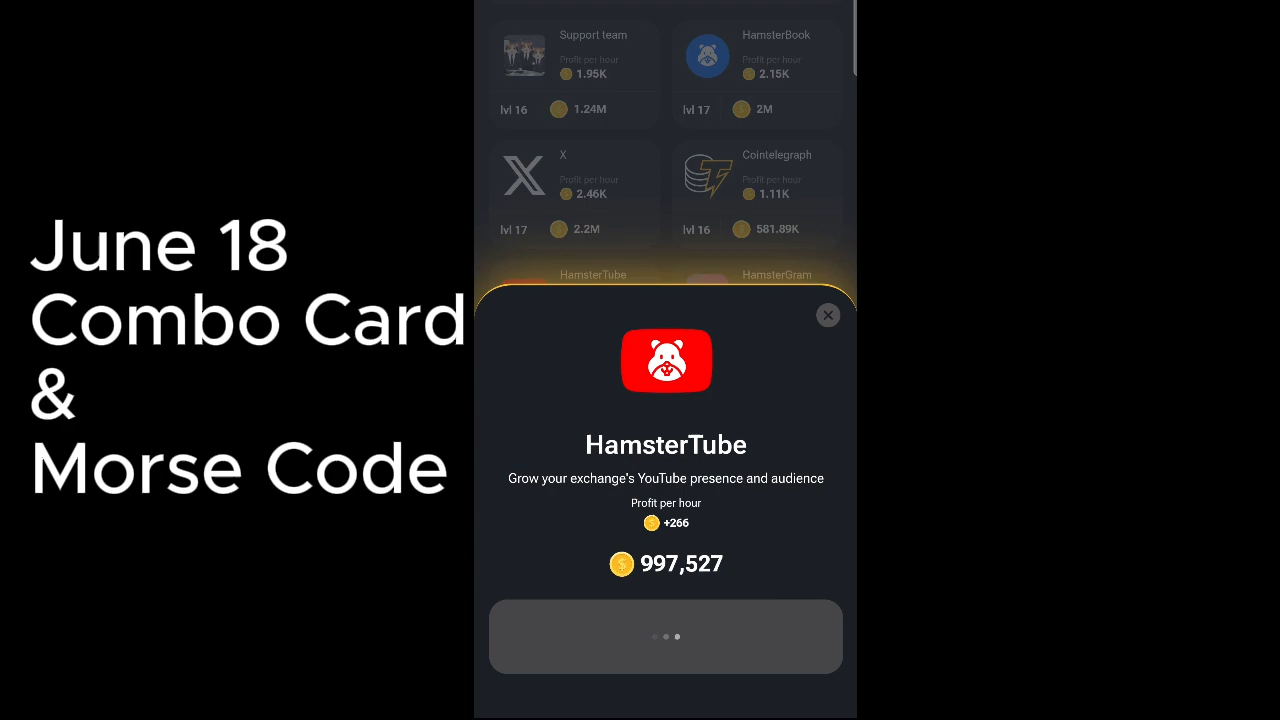 June 18
Combo Card
&
Morse Code
Support team
Profit per hour
1.95K
lvl 16
1.24M
HamsterBook
Profit per hour
2.15K
lvl 17
2M
X
Profit per hour
2.46K
lvl 17
2.2M
Cointelegraph
Profit per hour
1.11K
lvl 16
581.89K
HamsterTube
HamsterGram
HamsterTube
Grow your exchange's YouTube presence and audience
Profit per hour
+266
997,527